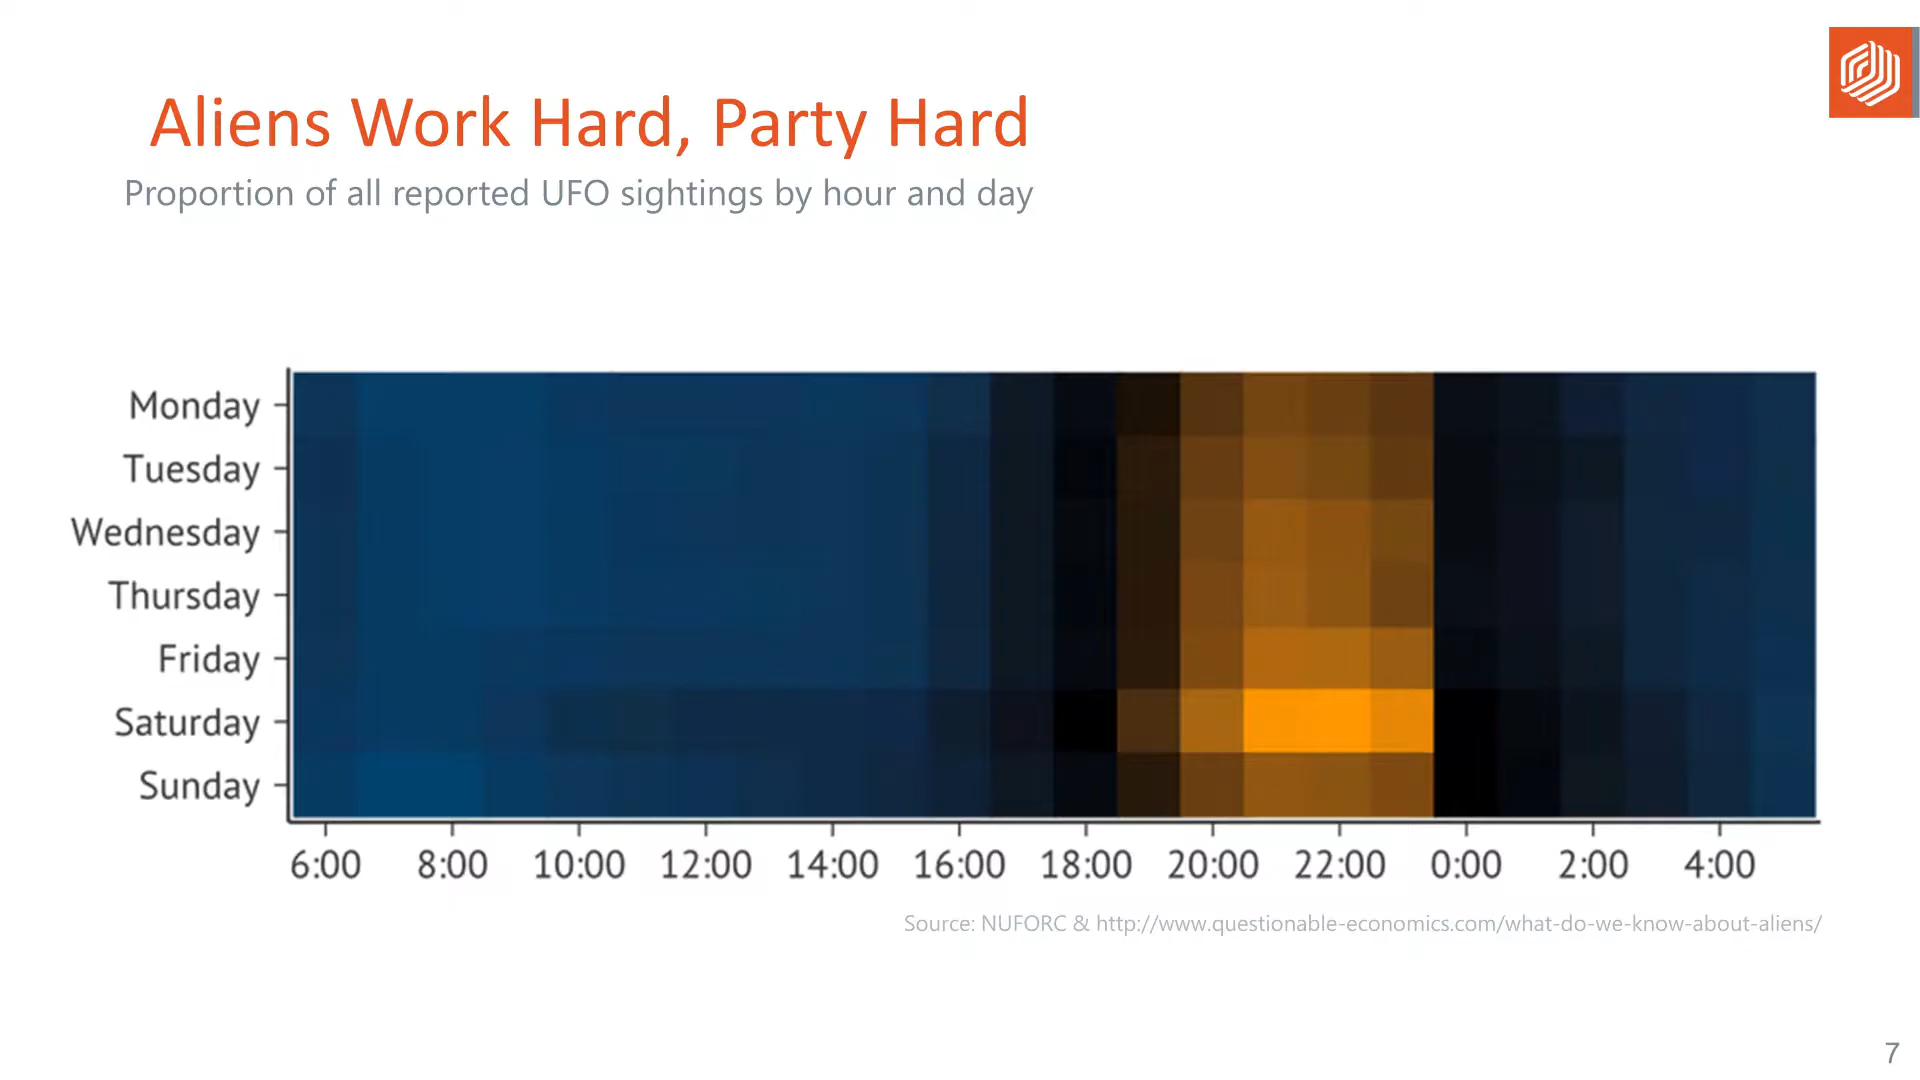 Aliens Work Hard, Party Hard
Proportion of all reported UFO sightings by hour and day
Monday
Tuesday
Wednesday
Thursday
Friday
Saturday
Sunday
6:00 8:00 10:00 12:00 14:00 16:00 18:00 20:00 22:00 0:00 2:00 4:00
Source: NUFORC & http://www.questionable-economics.com/what-do-we-know-about-aliens/
7